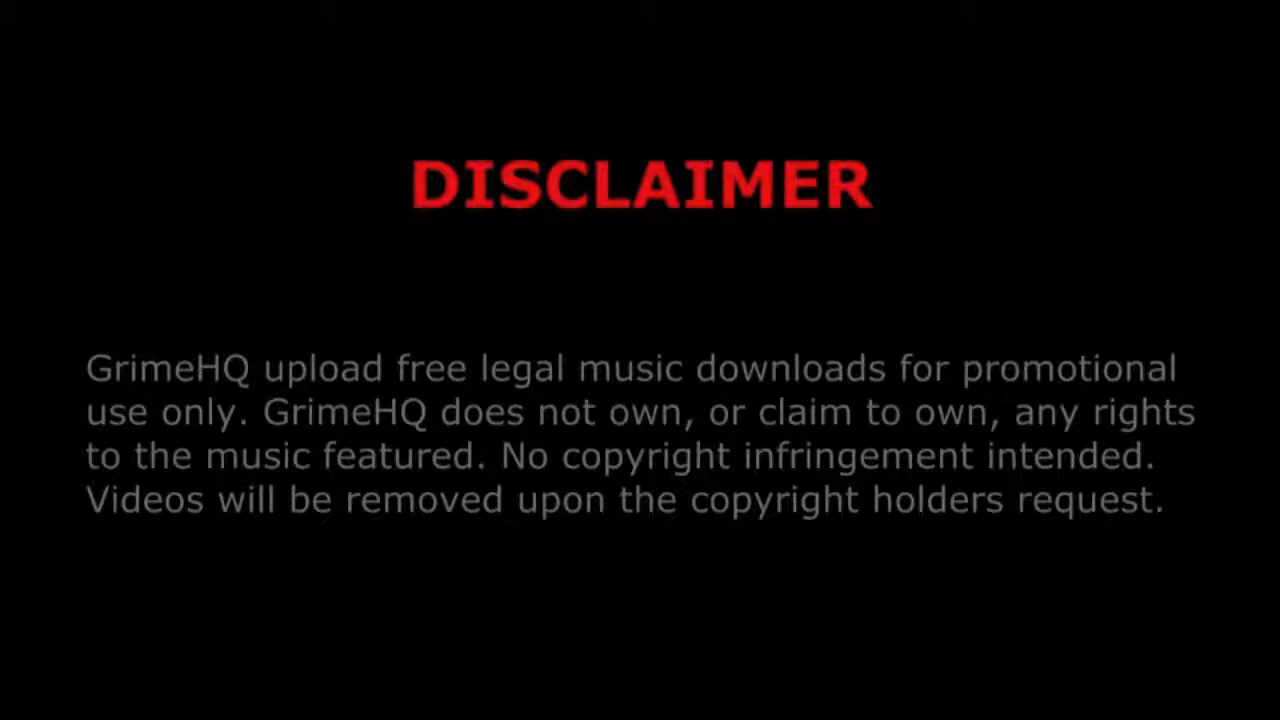 DISCLAIMER
GrimeHQ upload free legal music downloads for promotional
use only. GrimeHQ does not own, or claim to own, any rights
to the music featured. No copyright infringement intended.
Videos will be removed upon the copyright holders request.